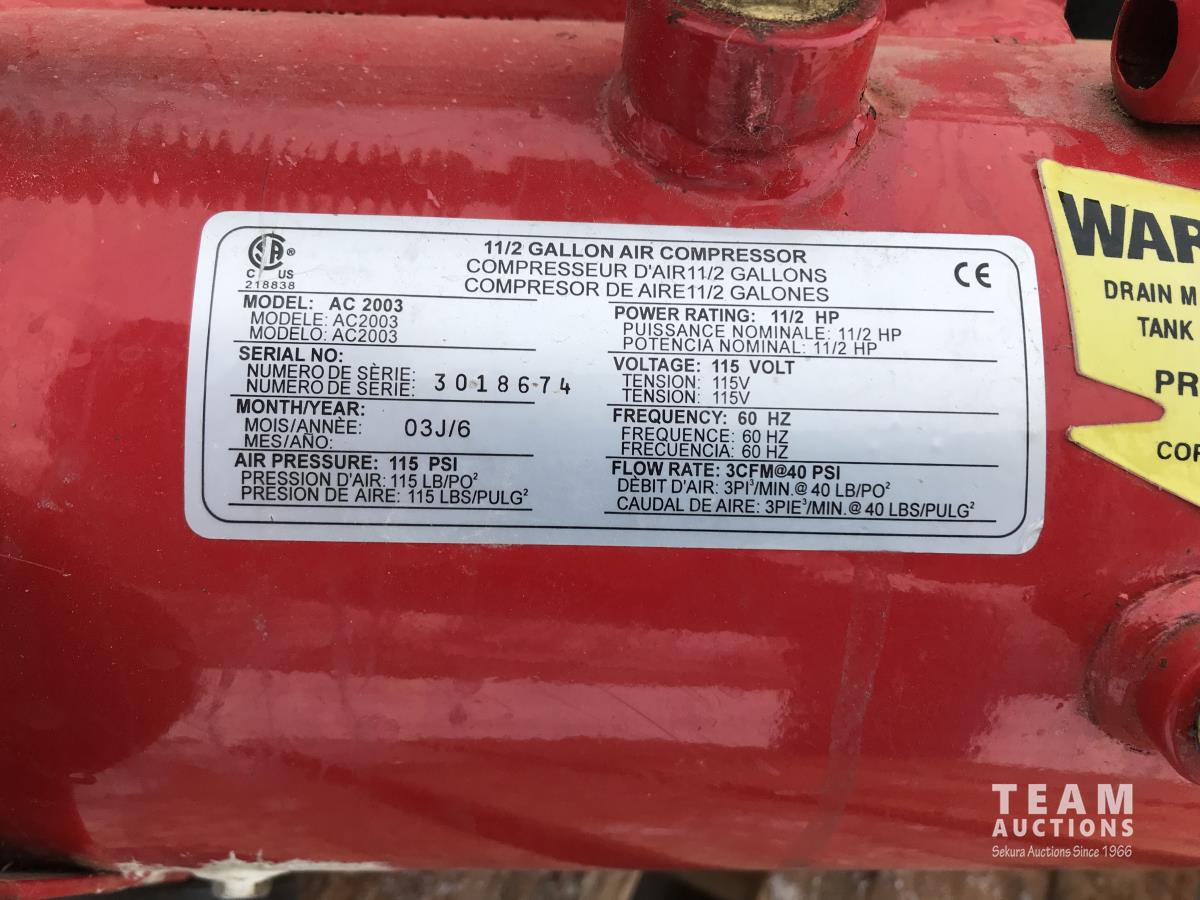 11/2 GALLON AIR COMPRESSOR
COMPRESSEUR D'AIR11/2 GALLONS
COMPRESOR DE AIRE11/2 GALONES
CSA®
C US
218838
CE
MODEL: AC 2003
MODELE: AC2003
MODELO: AC2003
SERIAL NO:
NUMERO DE SÈRIE:
NUMERO DE SERIE: 3018674
MONTH/YEAR:
MOIS/ANNÈE: 03J/6
MES/AÑO:
AIR PRESSURE: 115 PSI
PRESSION D'AIR: 115 LB/PO²
PRESION DE AIRE: 115 LBS/PULG²
POWER RATING: 11/2 HP
PUISSANCE NOMINALE: 11/2 HP
POTENCIA NOMINAL: 11/2 HP
VOLTAGE: 115 VOLT
TENSION: 115V
TENSION: 115V
FREQUENCY: 60 HZ
FREQUENCE: 60 HZ
FRECUENCIA: 60 HZ
FLOW RATE: 3CFM@40 PSI
DÈBIT D'AIR: 3PI³/MIN.@ 40 LB/PO²
CAUDAL DE AIRE: 3PIE³/MIN.@ 40 LBS/PULG²
WAR
DRAIN M
TANK
PR
COR
TEAM
AUCTIONS
Sekura Auctions Since 1966